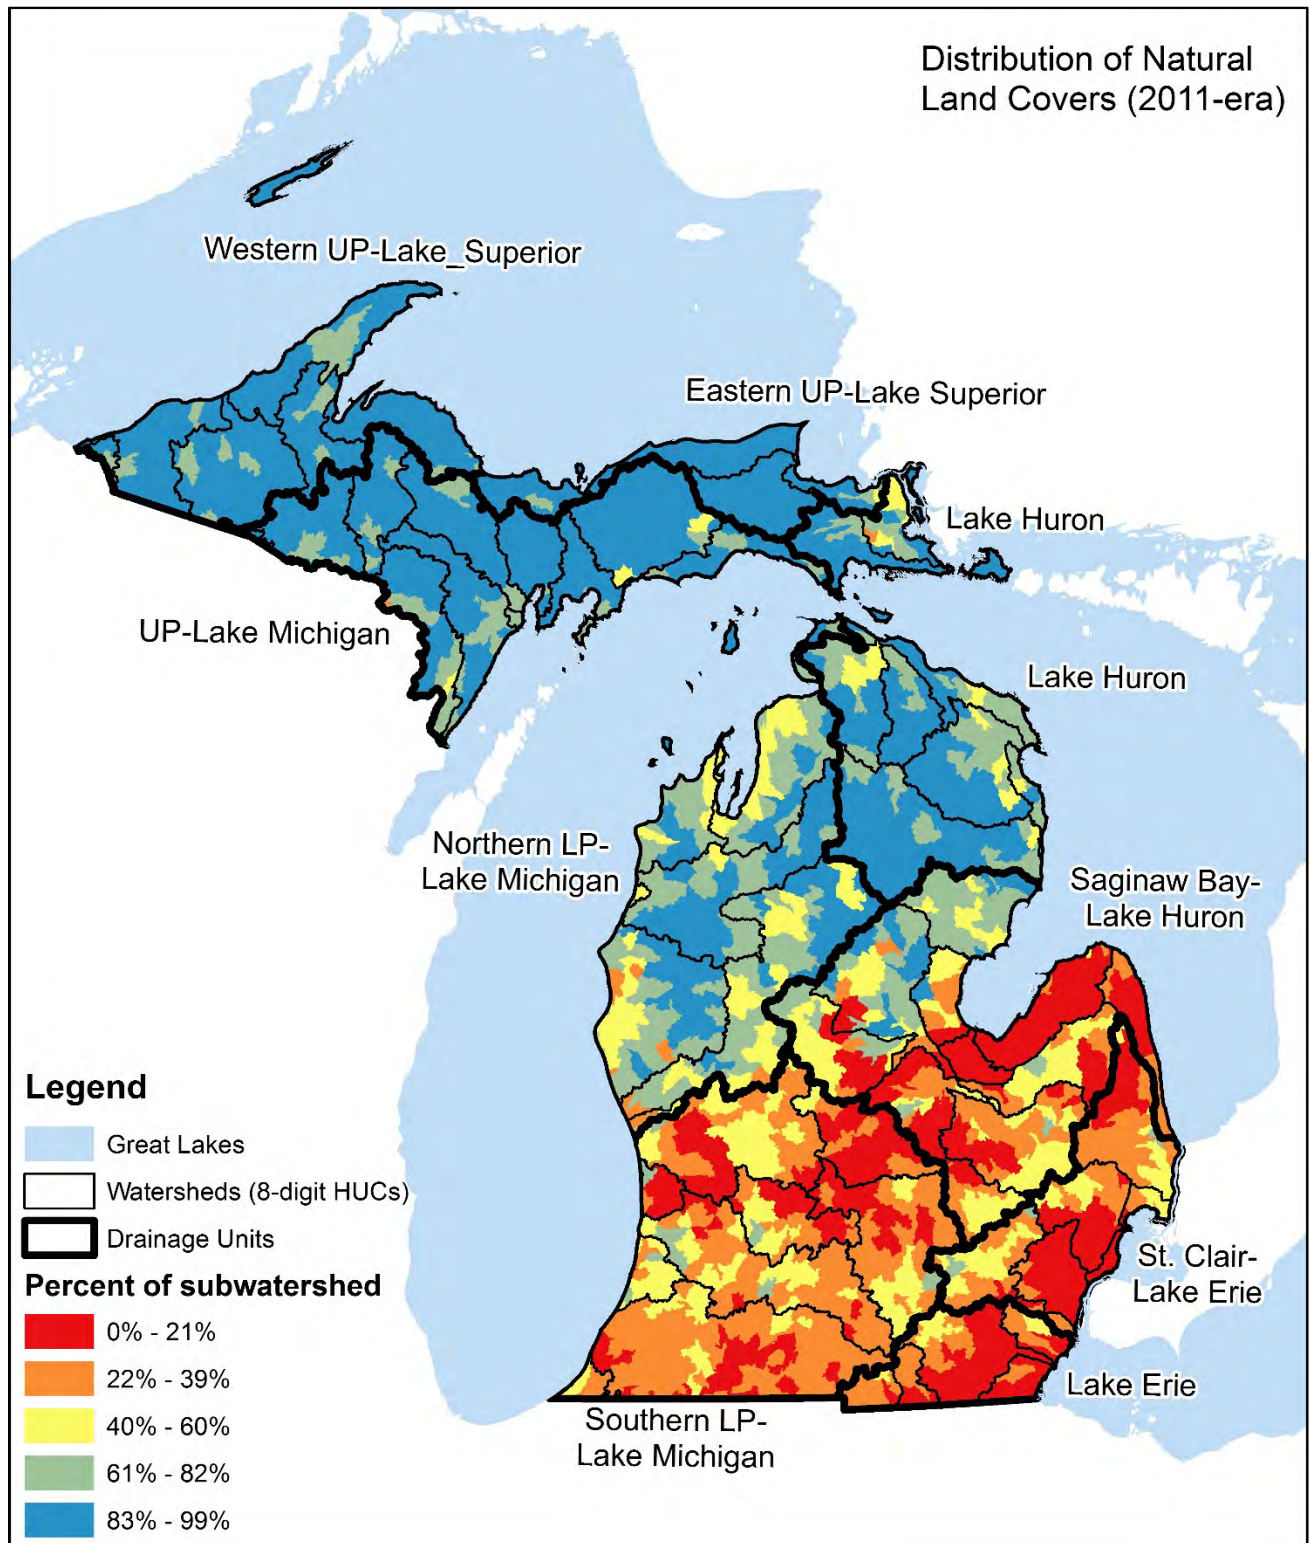 Distribution of Natural
Land Covers (2011-era)
Western UP-Lake_Superior
Eastern UP-Lake Superior
Lake Huron
UP-Lake Michigan
Lake Huron
Northern LP-
Lake Michigan
Saginaw Bay-
Lake Huron
Legend
Great Lakes
Watersheds (8-digit HUCs)
Drainage Units
Percent of subwatershed
0% - 21%
22% - 39%
40% - 60%
61% - 82%
83% - 99%
St. Clair-
Lake Erie
Lake Erie
Southern LP-
Lake Michigan